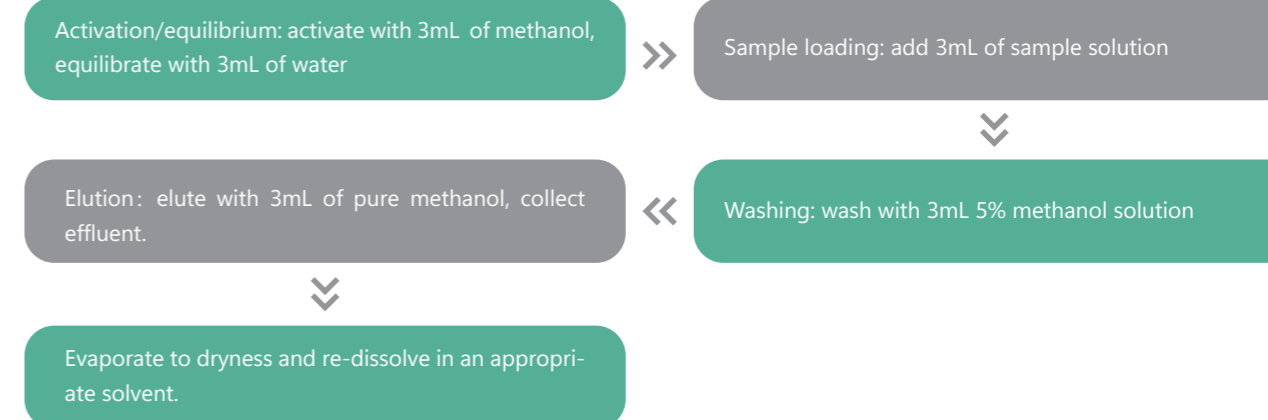 Activation/equilibrium: activate with 3mL of methanol,
equilibrate with 3mL of water
Sample loading: add 3mL of sample solution
Washing: wash with 3mL 5% methanol solution
Elution: elute with 3mL of pure methanol, collect
effluent.
Evaporate to dryness and re-dissolve in an appropri-
ate solvent.